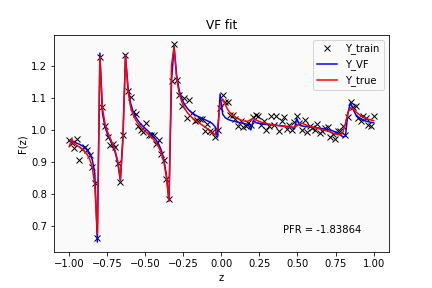 VF fit
Y_train
Y_VF
Y_true
F(z)
1.2
1.1
1.0
0.9
0.8
0.7
PFR = -1.83864
−1.00 −0.75 −0.50 −0.25 0.00 0.25 0.50 0.75 1.00
z